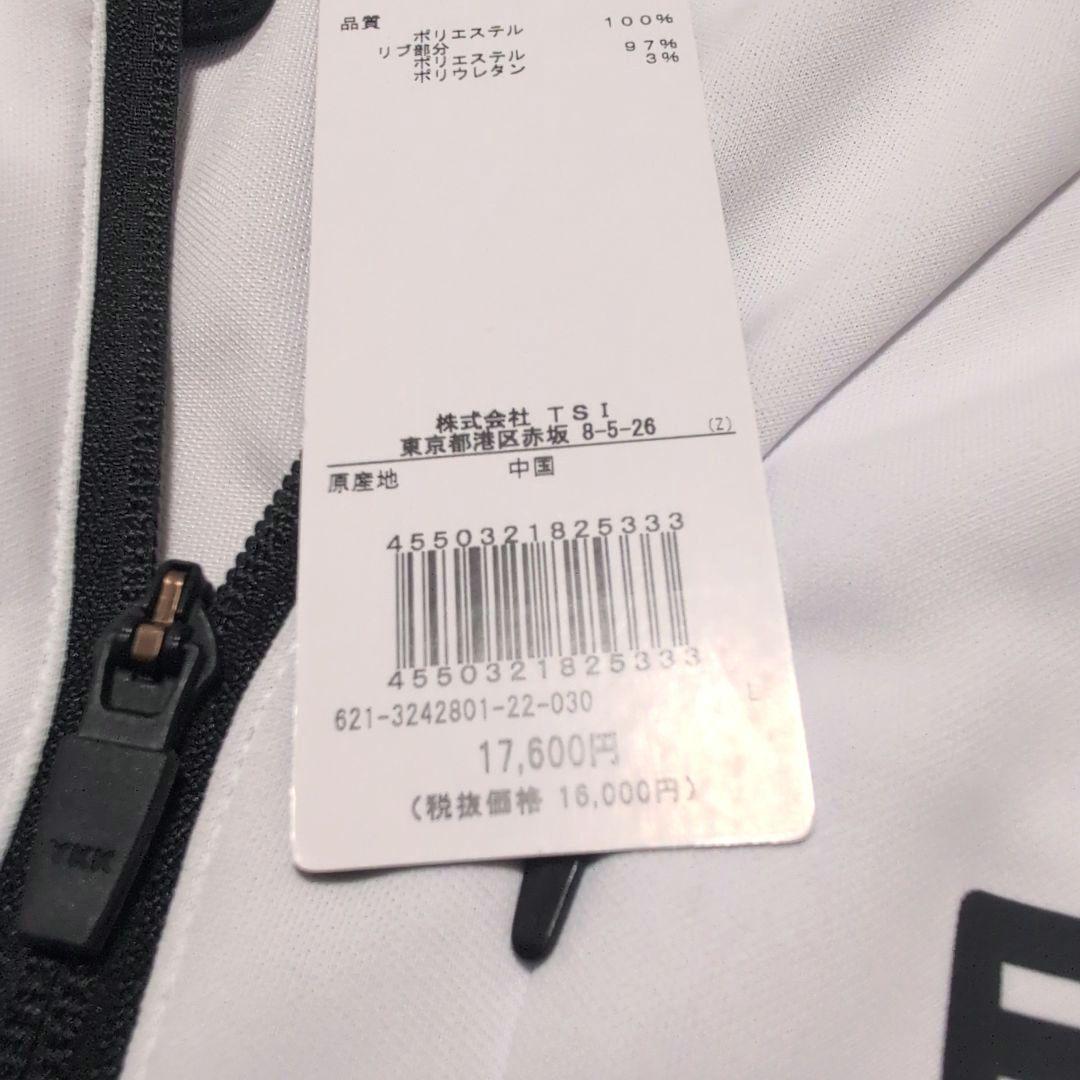 品質
ポリエステル 100%
リブ部分
ポリエステル 97%
ポリウレタン 3%
株式会社 TSI
東京都港区赤坂 8-5-26 (Z)
原産地 中国
4550321825333
4550321825333
621-3242801-22-030 L
17,600円
(税抜価格 16,000円)
YKK